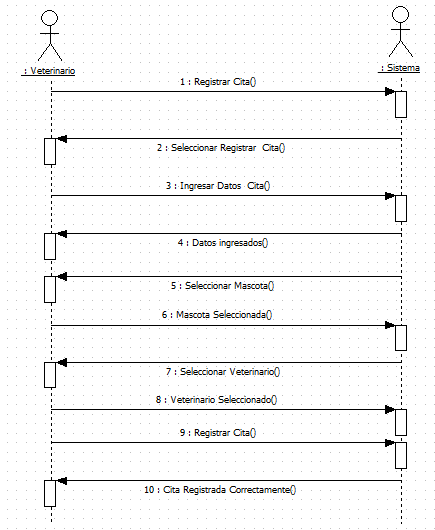 : Veterinario
: Sistema
1 : Registrar Cita()
2 : Seleccionar Registrar Cita()
3 : Ingresar Datos Cita()
4 : Datos ingresados()
5 : Seleccionar Mascota()
6 : Mascota Seleccionada()
7 : Seleccionar Veterinario()
8 : Veterinario Seleccionado()
9 : Registrar Cita()
10 : Cita Registrada Correctamente()